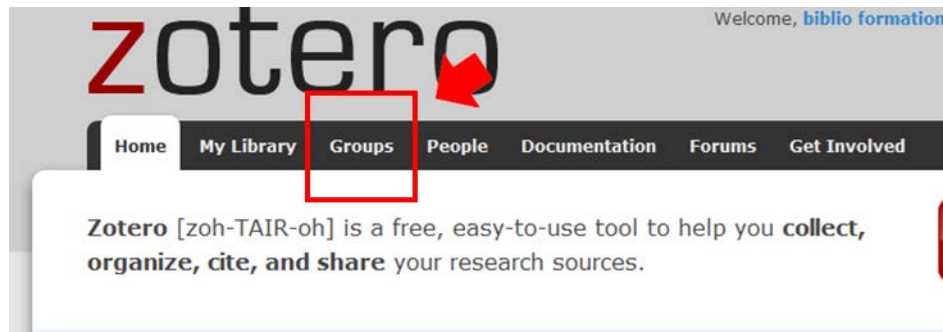 zotero
Welcome, biblio formation
Home My Library Groups People Documentation Forums Get Involved
Zotero [zoh-TAIR-oh] is a free, easy-to-use tool to help you collect,
organize, cite, and share your research sources.